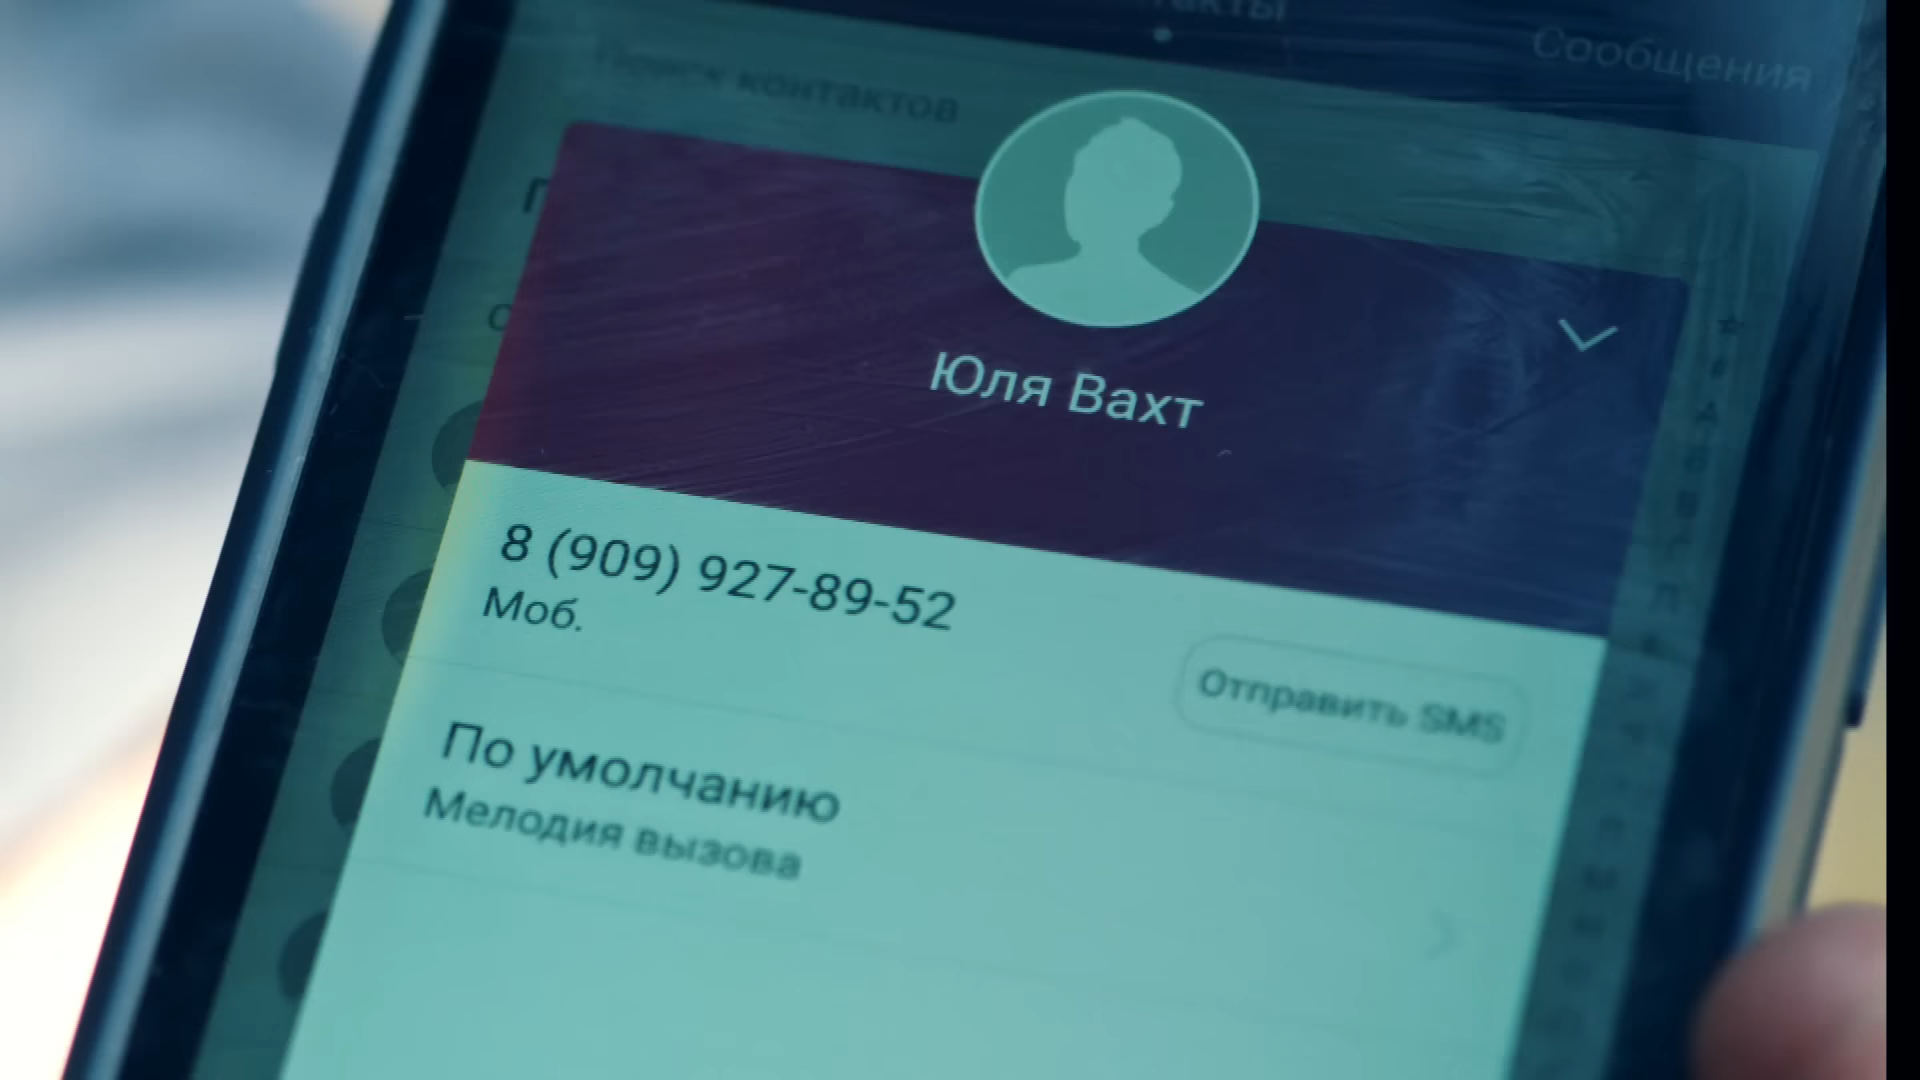 Сообщения
Поиск контактов
Юля Вахт
8 (909) 927-89-52
Моб.
Отправить SMS
По умолчанию
Мелодия вызова